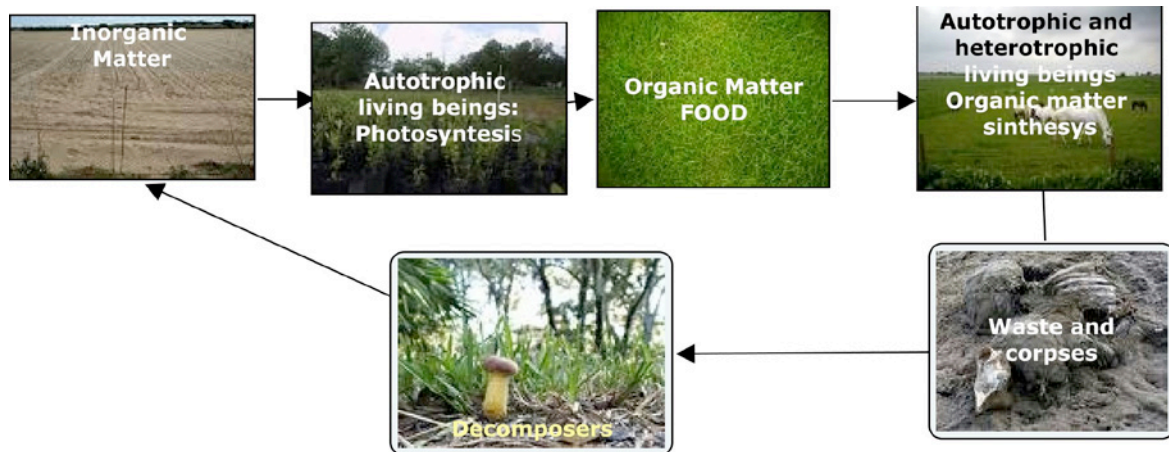 Inorganic
Matter
Autotrophic
living beings:
Photosyntesis
Organic Matter
FOOD
Autotrophic and
heterotrophic
living beings
Organic matter
sinthesys
Waste and
corpses
Decomposers